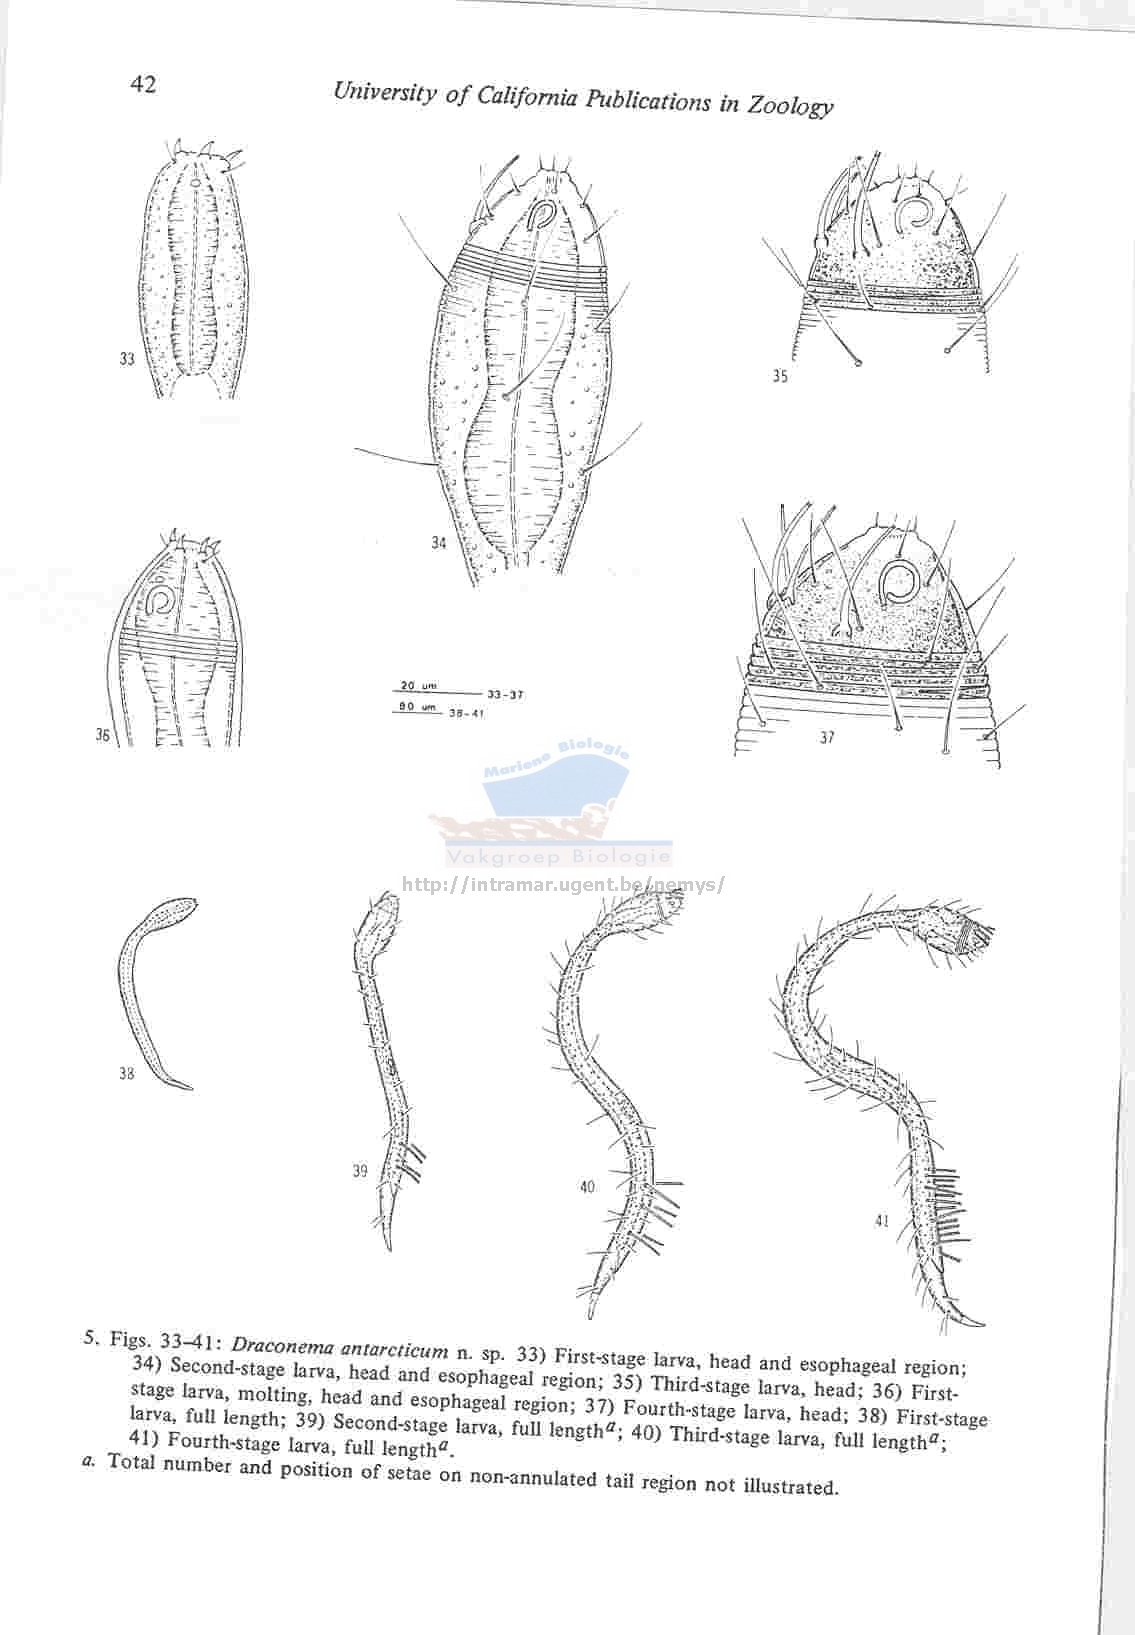 42
University of California Publications in Zoology
33
34
35
36
20 um 33-37
80 um 38-41
37
Mariene Biologie
Vakgroep Biologie
http://intramar.ugent.be/nemys/
38
39
40
41
5. Figs. 33-41: Draconema antarcticum n. sp. 33) First-stage larva, head and esophageal region;
34) Second-stage larva, head and esophageal region; 35) Third-stage larva, head; 36) First-
stage larva, molting, head and esophageal region; 37) Fourth-stage larva, head; 38) First-stage
larva, full length; 39) Second-stage larva, full lengthª; 40) Third-stage larva, full lengthª;
41) Fourth-stage larva, full lengthª.
a. Total number and position of setae on non-annulated tail region not illustrated.